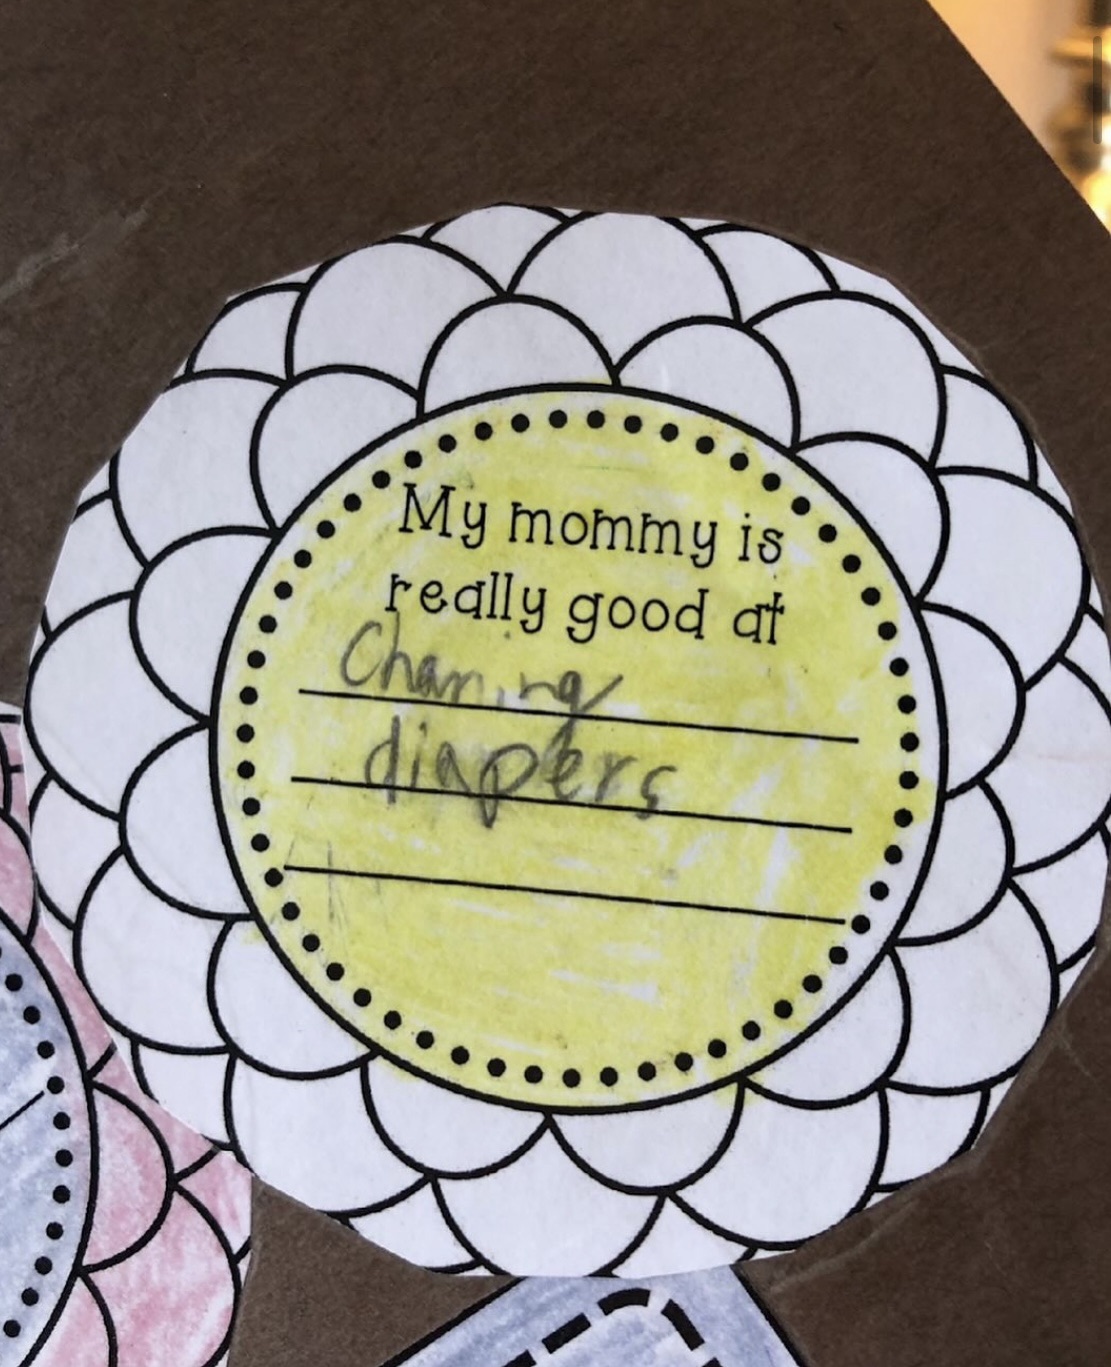 My mommy is
really good at
Chaning
diapers